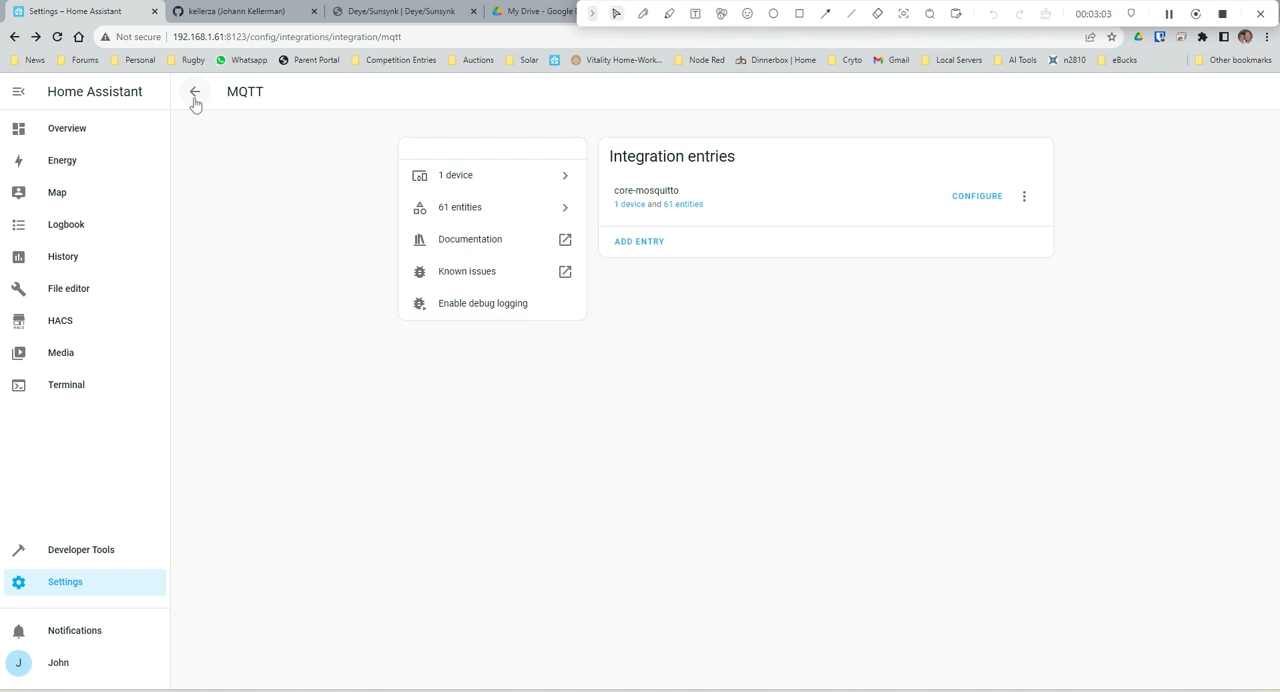 Settings – Home Assistant
kellerza (Johann Kellerman)
Deye/Sunsynk | Deye/Sunsynk
My Drive - Google
00:03:03
Not secure
192.168.1.61:8123/config/integrations/integration/mqtt
News
Forums
Personal
Rugby
Whatsapp
Parent Portal
Competition Entries
Auctions
Solar
Vitality Home-Work...
Node Red
Dinnerbox | Home
Cryto
Gmail
Local Servers
AI Tools
n2810
eBucks
Other bookmarks
Home Assistant
MQTT
Overview
Energy
Map
Logbook
History
File editor
HACS
HACS
Media
Terminal
Developer Tools
Settings
Notifications
J
John
1 device
61 entities
Documentation
Known issues
Enable debug logging
Integration entries
core-mosquitto
1 device and 61 entities
CONFIGURE
ADD ENTRY